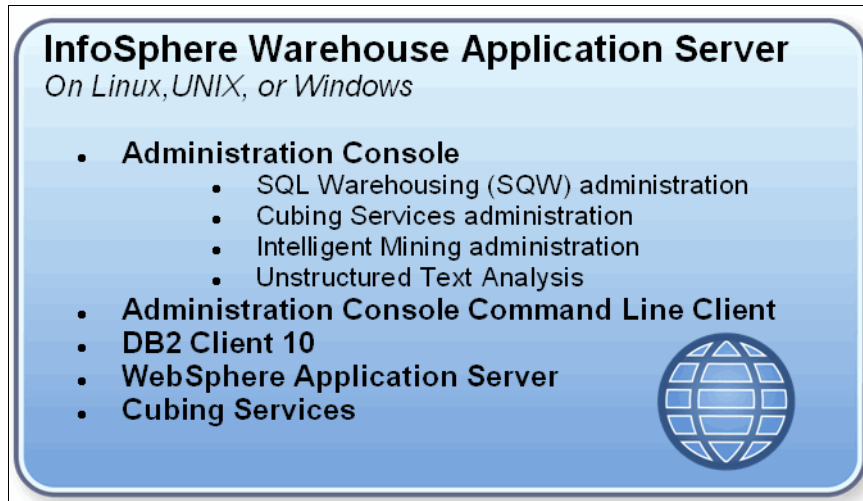 InfoSphere Warehouse Application Server
On Linux,UNIX, or Windows
• Administration Console
• SQL Warehousing (SQW) administration
• Cubing Services administration
• Intelligent Mining administration
• Unstructured Text Analysis
• Administration Console Command Line Client
• DB2 Client 10
• WebSphere Application Server
• Cubing Services